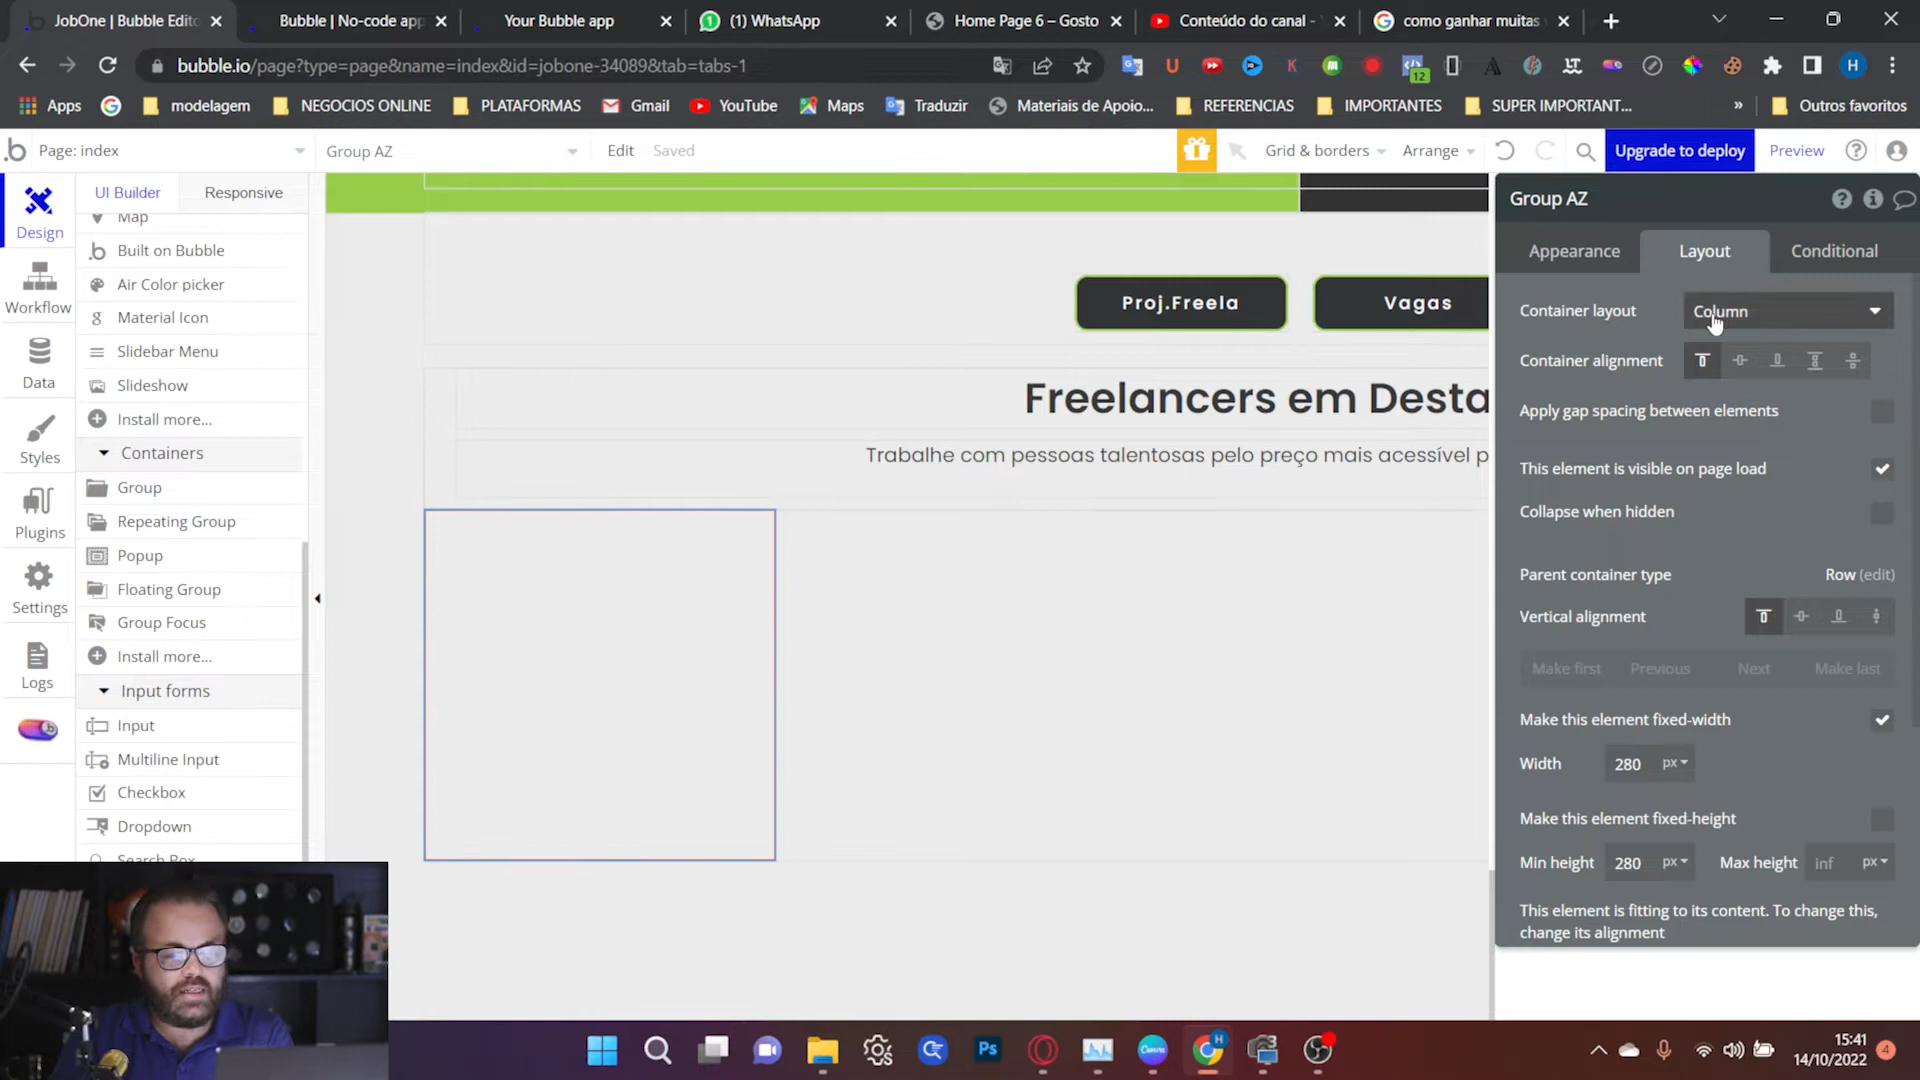 JobOne | Bubble Edito
Bubble | No-code app
Your Bubble app
(1) WhatsApp
Home Page 6 – Gosto
Conteúdo do canal -
como ganhar muitas
bubble.io/page?type=page&name=index&id=jobone-34089&tab=tabs-1
12
H
Apps
modelagem
NEGOCIOS ONLINE
PLATAFORMAS
Gmail
YouTube
Maps
Traduzir
Materiais de Apoio...
REFERENCIAS
IMPORTANTES
SUPER IMPORTANT...
»
Outros favoritos
Page: index
Group AZ
Edit
Saved
Grid & borders
Arrange
Upgrade to deploy
Preview
UI Builder
Responsive
Design
Workflow
Data
Styles
Plugins
Settings
Logs
Map
Built on Bubble
Air Color picker
Material Icon
Slidebar Menu
Slideshow
Install more...
Containers
Group
Repeating Group
Popup
Floating Group
Group Focus
Install more...
Input forms
Input
Multiline Input
Checkbox
Dropdown
Search Box
Proj.Freela
Vagas
Freelancers em Desta
Trabalhe com pessoas talentosas pelo preço mais acessível p
Group AZ
Appearance
Layout
Conditional
Container layout
Column
Container alignment
Apply gap spacing between elements
This element is visible on page load
Collapse when hidden
Parent container type
Row (edit)
Vertical alignment
Make first
Previous
Next
Make last
Make this element fixed-width
Width
280
px
Make this element fixed-height
Min height
280
px
Max height
inf
px
This element is fitting to its content. To change this,
change its alignment
Ps
Canva
H
15:41
14/10/2022
4